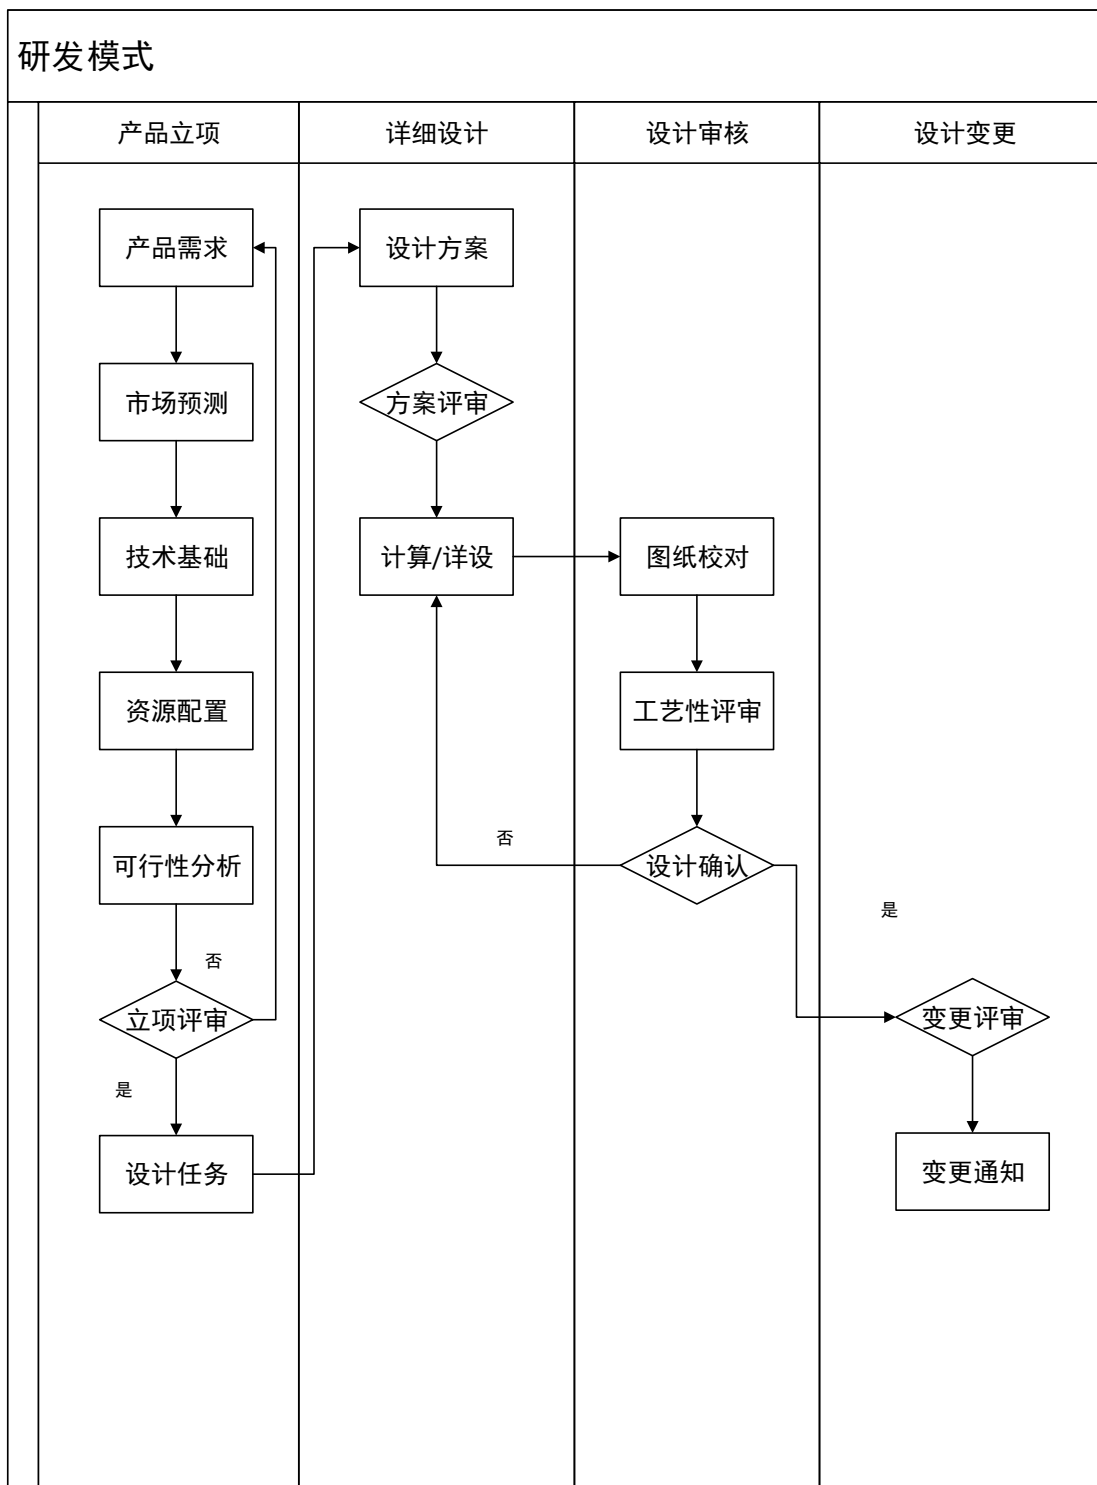 研发模式
产品立项
详细设计
设计审核
设计变更
产品需求
市场预测
技术基础
资源配置
可行性分析
否
立项评审
是
设计任务
设计方案
方案评审
计算/详设
否
图纸校对
工艺性评审
设计确认
是
变更评审
变更通知